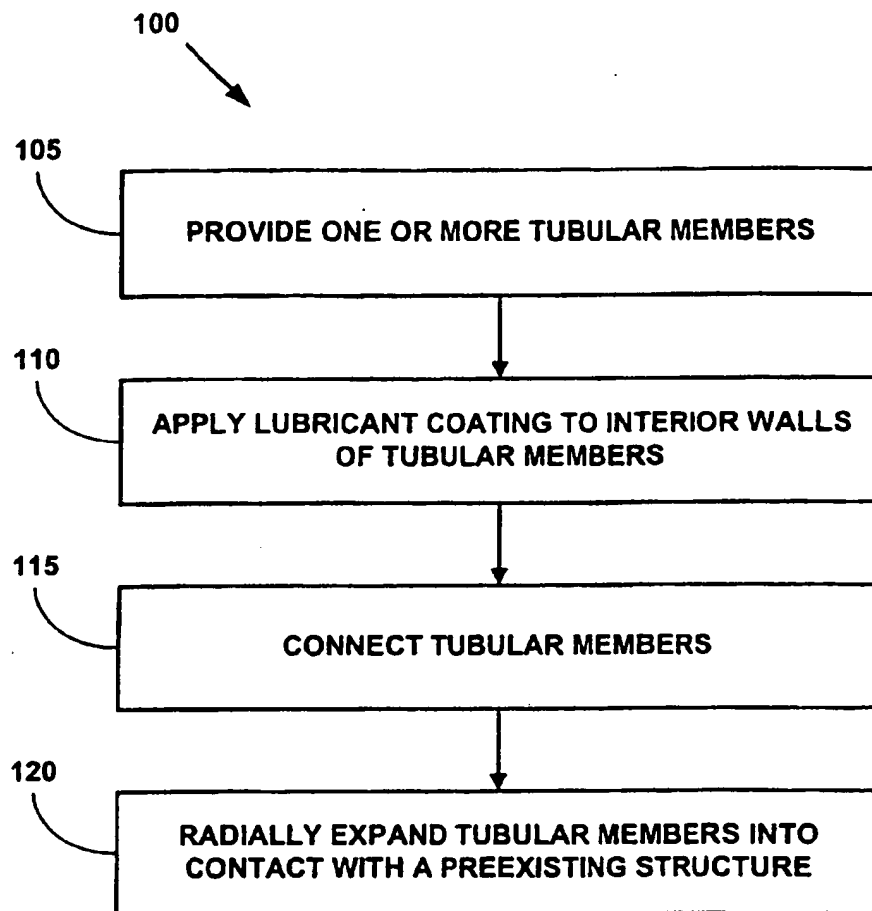 100
105
PROVIDE ONE OR MORE TUBULAR MEMBERS
110
APPLY LUBRICANT COATING TO INTERIOR WALLS
OF TUBULAR MEMBERS
115
CONNECT TUBULAR MEMBERS
120
RADIALLY EXPAND TUBULAR MEMBERS INTO
CONTACT WITH A PREEXISTING STRUCTURE